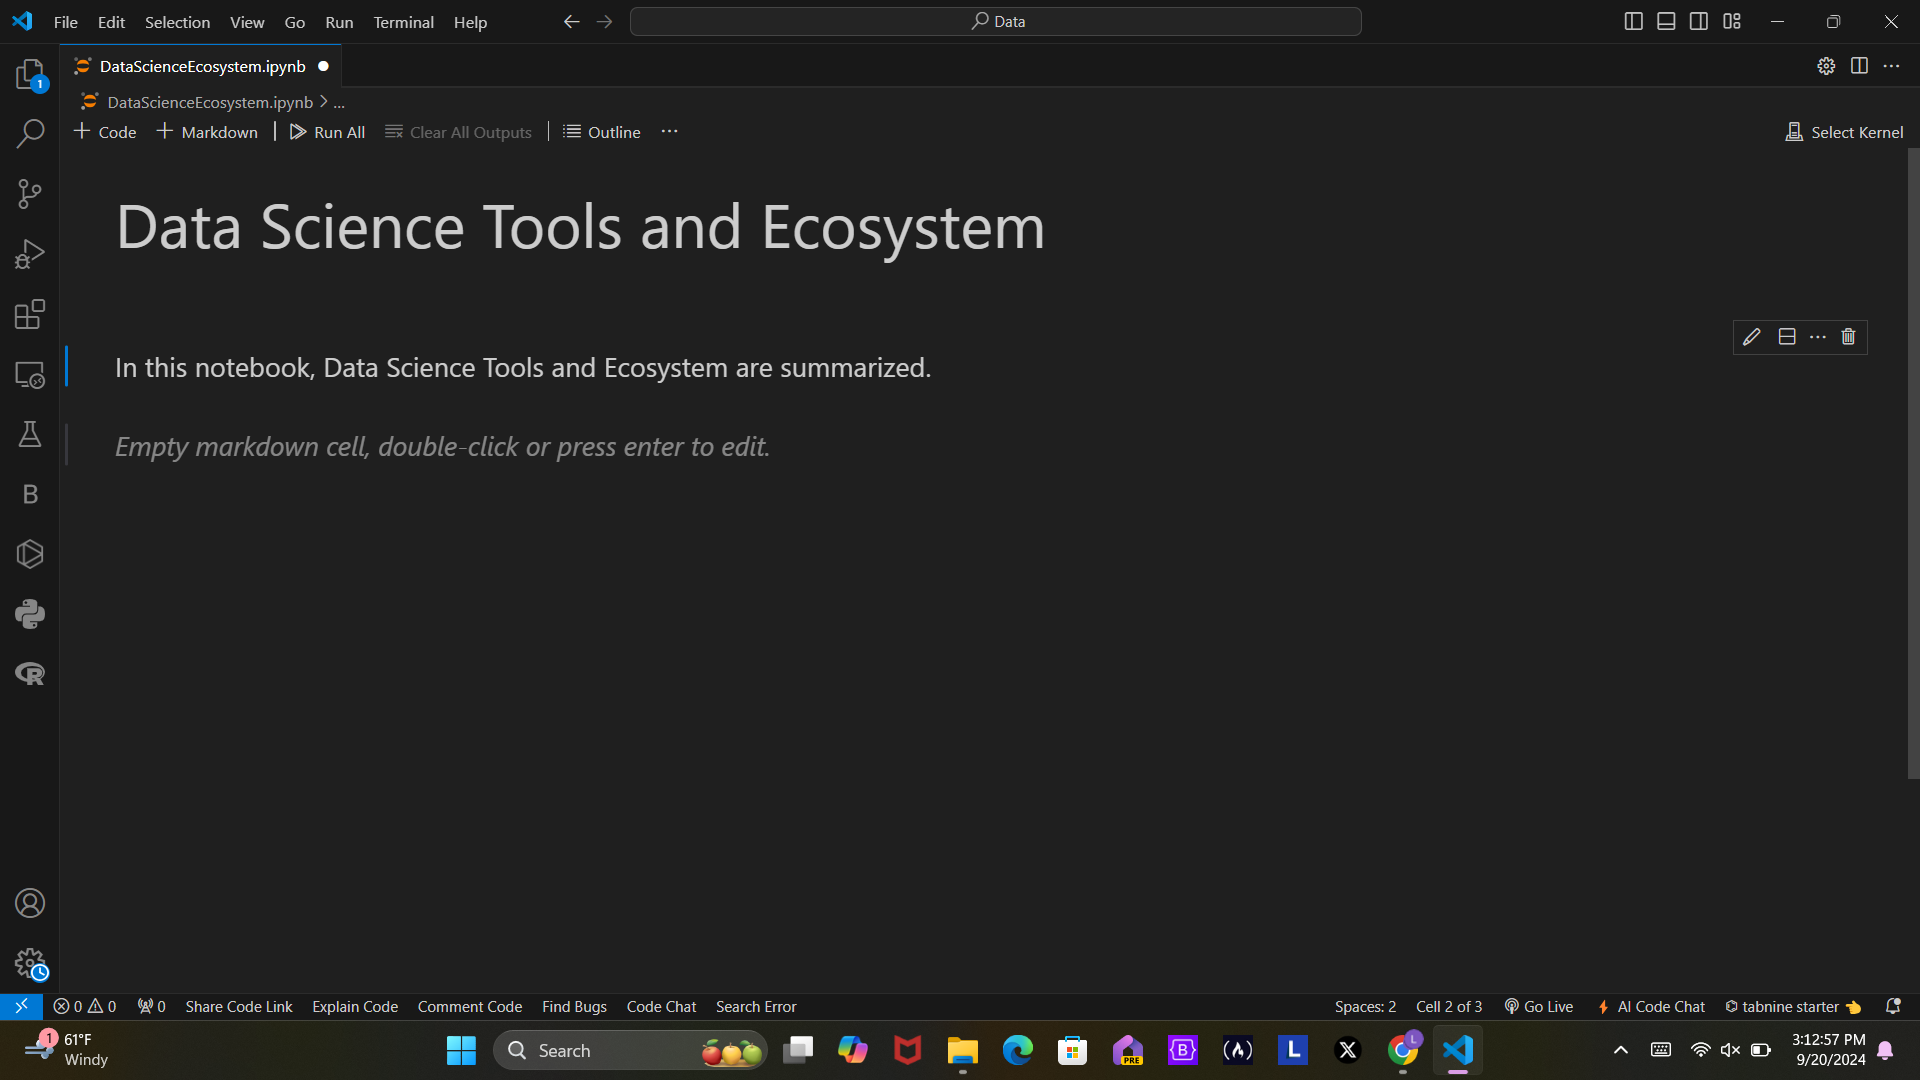 File Edit Selection View Go Run Terminal Help
Data
DataScienceEcosystem.ipynb
1
DataScienceEcosystem.ipynb > ...
Code Markdown Run All Clear All Outputs Outline ... Select Kernel
Data Science Tools and Ecosystem
In this notebook, Data Science Tools and Ecosystem are summarized.
Empty markdown cell, double-click or press enter to edit.
B
R
0 0 0 Share Code Link Explain Code Comment Code Find Bugs Code Chat Search Error Spaces: 2 Cell 2 of 3 Go Live AI Code Chat tabnine starter
1
61°F
Windy
Search
PRE
B
L
X
L
3:12:57 PM
9/20/2024